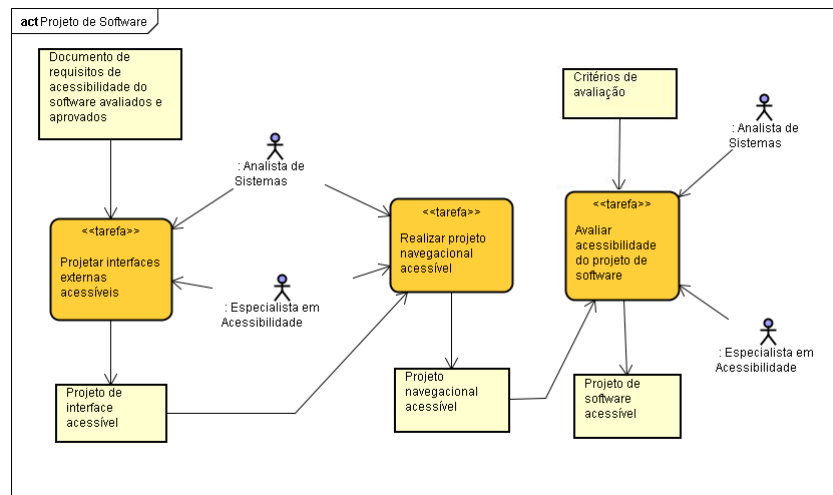 act Projeto de Software
Documento de
requisitos de
acessibilidade do
software avaliados e
aprovados
Critérios de
avaliação
: Analista de
Sistemas
: Analista de
Sistemas
<<tarefa>>
Projetar interfaces
externas
acessíveis
<<tarefa>>
Realizar projeto
navegacional
acessível
<<tarefa>>
Avaliar
acessibilidade
do projeto de
software
: Especialista em
Acessibilidade
: Especialista em
Acessibilidade
Projeto de
interface
acessível
Projeto
navegacional
acessível
Projeto de
software
acessível